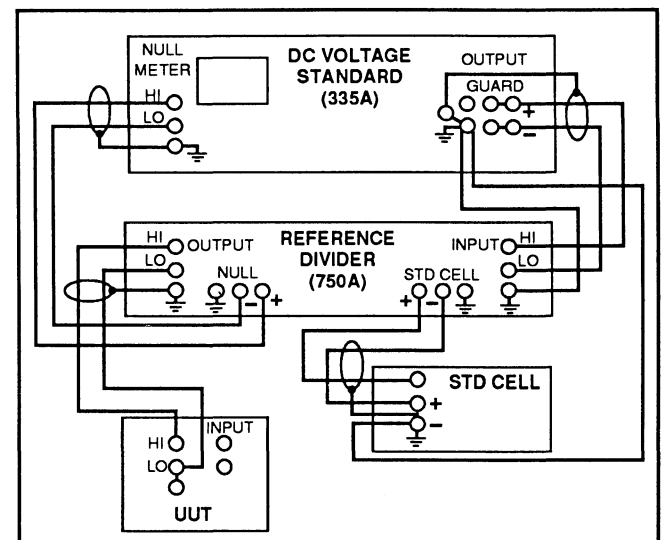 NULL
METER
HI
LO
DC VOLTAGE
STANDARD
(335A)
OUTPUT
GUARD
+
−
HI
LO
OUTPUT
NULL
−
+
REFERENCE
DIVIDER
(750A)
INPUT
HI
LO
STD CELL
+
−
STD CELL
+
−
HI
LO
INPUT
UUT